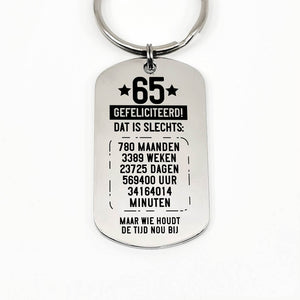 ★65★
GEFELICITEERD!
DAT IS SLECHTS:
780 MAANDEN
3389 WEKEN
23725 DAGEN
569400 UUR
34164014
MINUTEN
MAAR WIE HOUDT
DE TIJD NOU BIJ